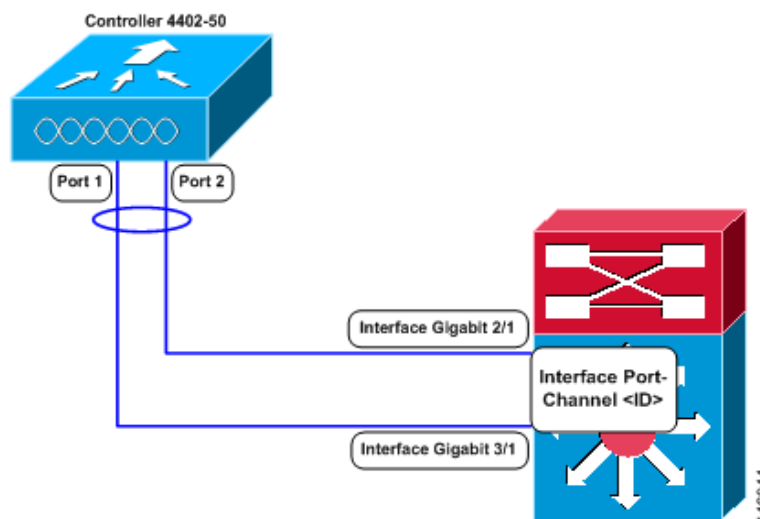 Controller 4402-50
Port 1
Port 2
Interface Gigabit 2/1
Interface Port-
Channel <ID>
Interface Gigabit 3/1